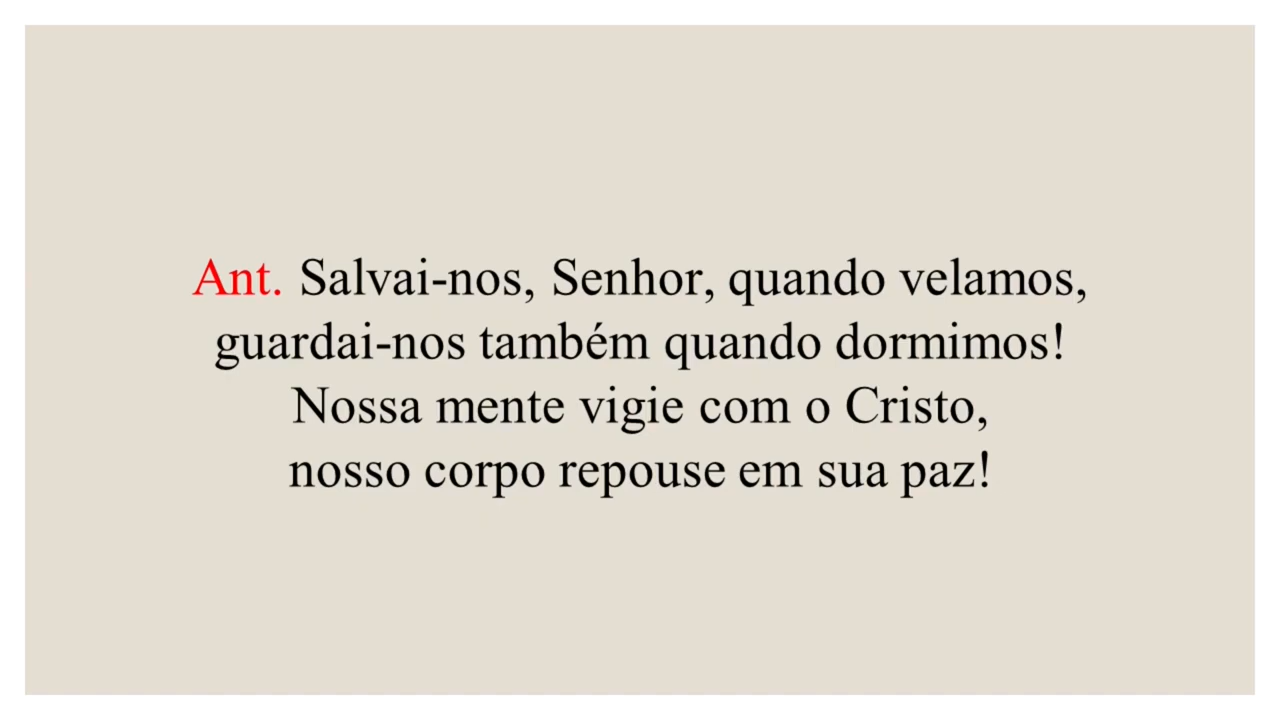 Ant. Salvai-nos, Senhor, quando velamos,
guardai-nos também quando dormimos!
Nossa mente vigie com o Cristo,
nosso corpo repouse em sua paz!